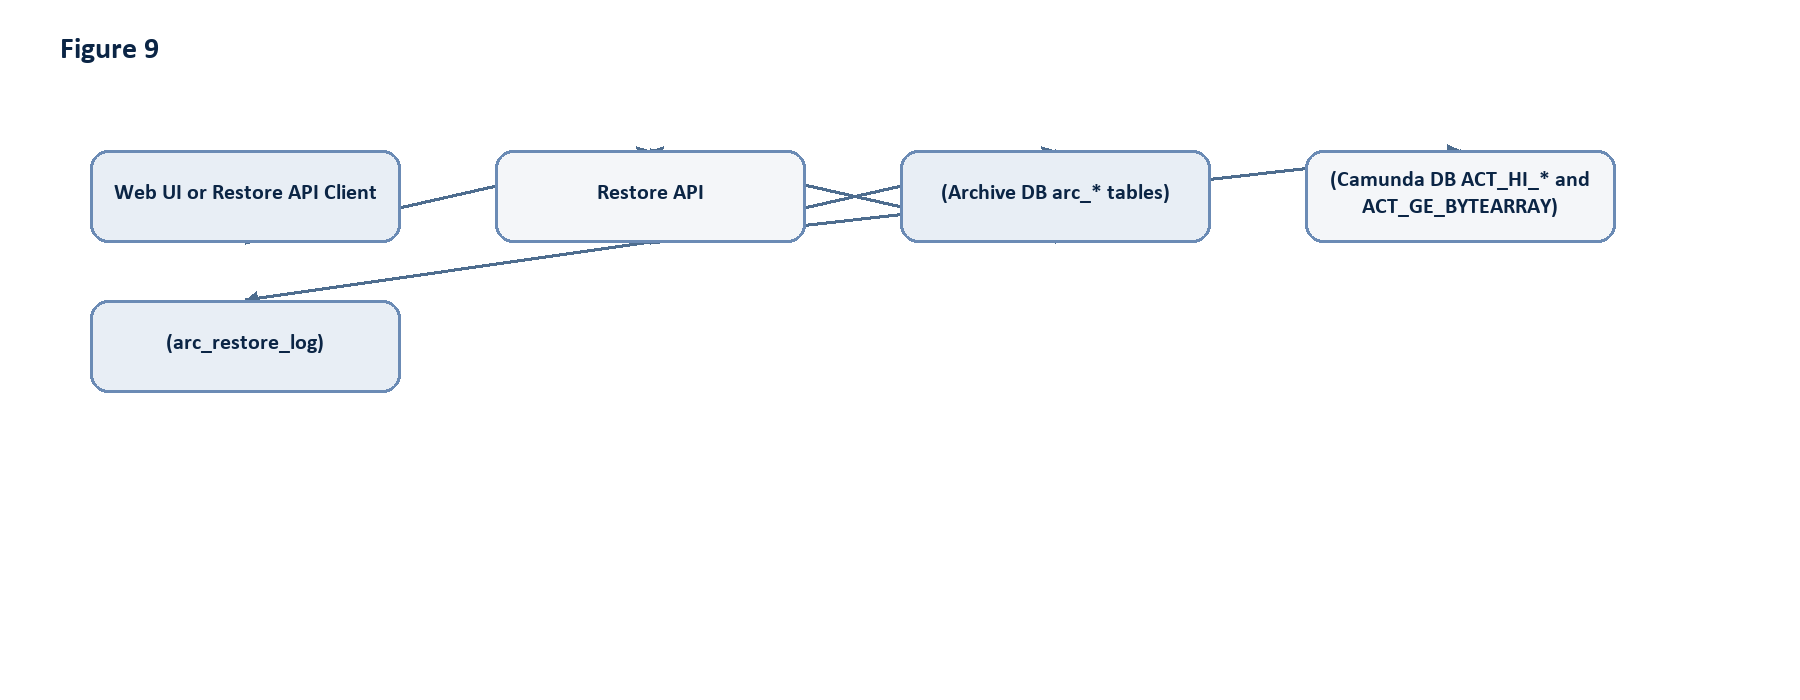 Figure 9
Web UI or Restore API Client
Restore API
(Archive DB arc_* tables)
(Camunda DB ACT_HI_* and
ACT_GE_BYTEARRAY)
(arc_restore_log)